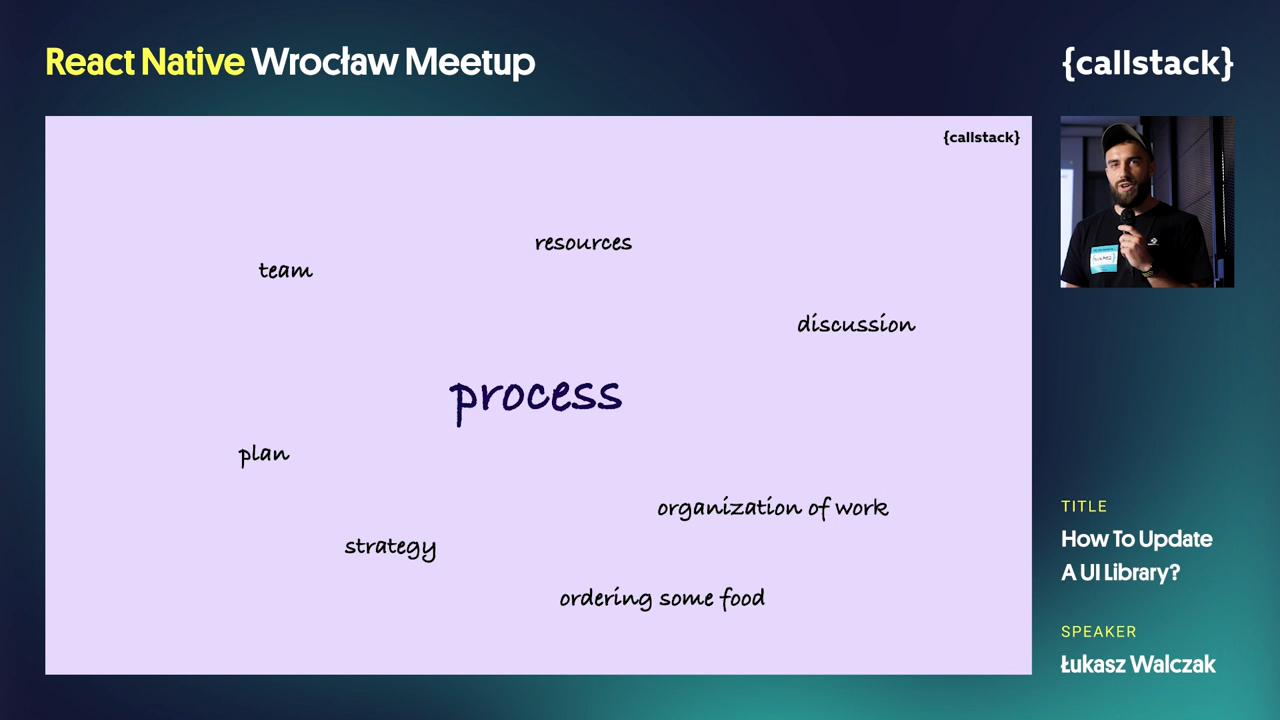 React Native Wrocław Meetup
{callstack}
{callstack}
resources
team
discussion
process
plan
organization of work
strategy
ordering some food
TITLE
How To Update
A UI Library?
SPEAKER
Łukasz Walczak